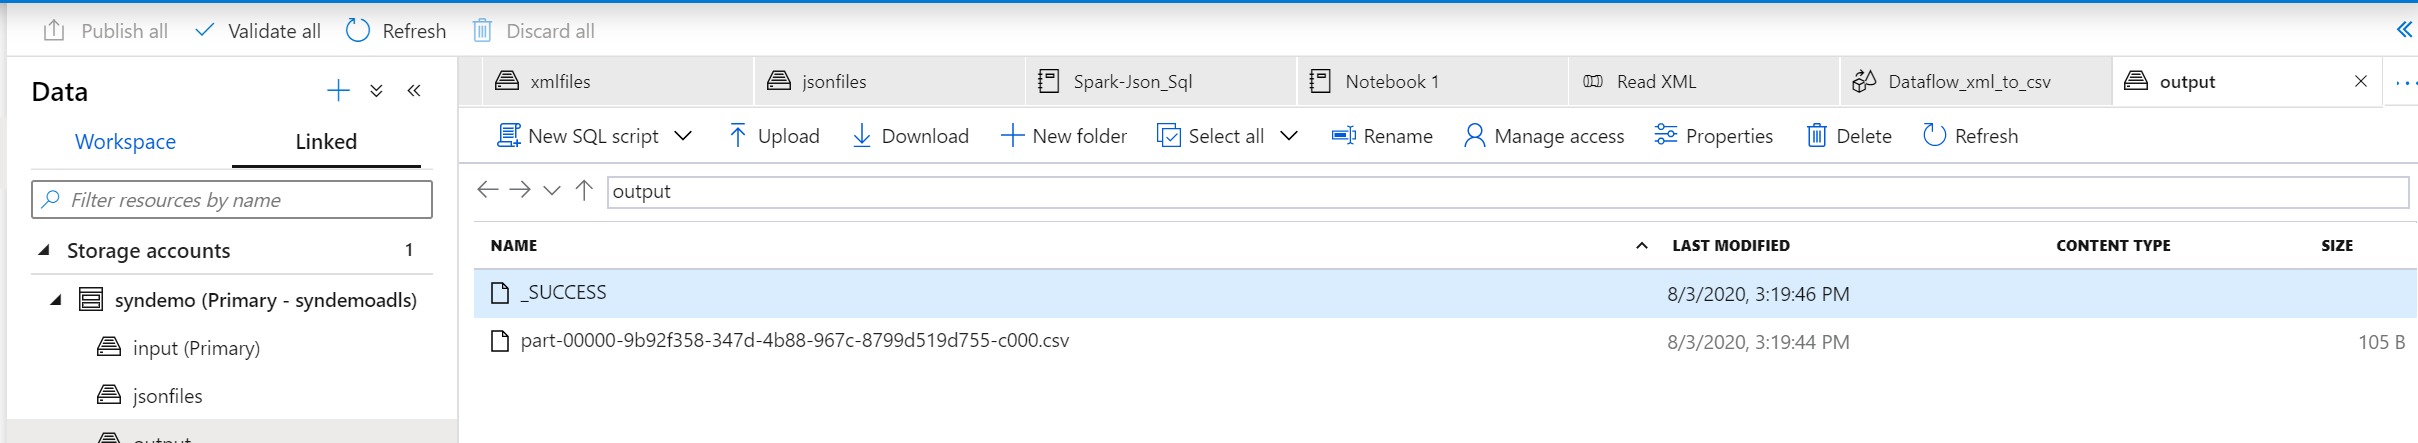 Publish all Validate all Refresh Discard all
Data
Workspace Linked
Filter resources by name
Storage accounts 1
syndemo (Primary - syndemoadls)
input (Primary)
jsonfiles
output
xmlfiles jsonfiles Spark-Json_Sql Notebook 1 Read XML Dataflow_xml_to_csv output
New SQL script Upload Download New folder Select all Rename Manage access Properties Delete Refresh
output
NAME LAST MODIFIED CONTENT TYPE SIZE
_SUCCESS 8/3/2020, 3:19:46 PM
part-00000-9b92f358-347d-4b88-967c-8799d519d755-c000.csv 8/3/2020, 3:19:44 PM 105 B